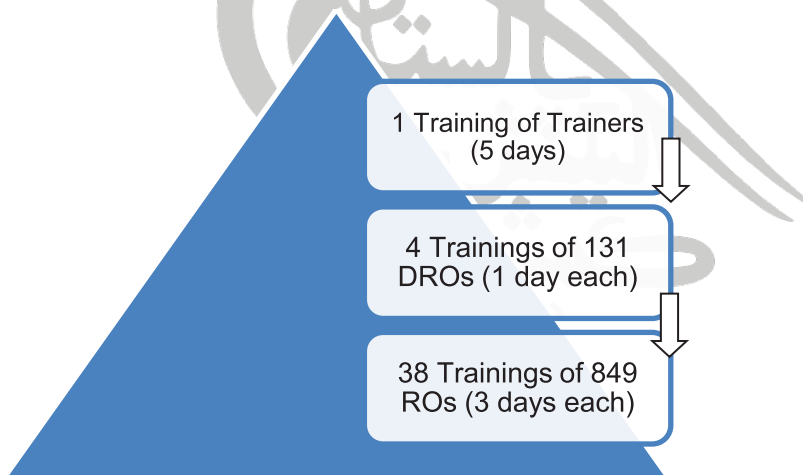 1 Training of Trainers
(5 days)
4 Trainings of 131
DROs (1 day each)
38 Trainings of 849
ROs (3 days each)